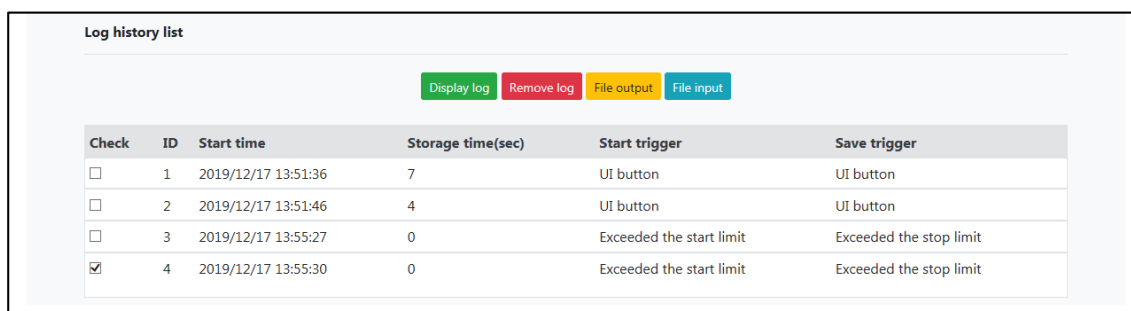 Log history list
Display log Remove log File output File input
Check ID Start time Storage time(sec) Start trigger Save trigger
1 2019/12/17 13:51:36 7 UI button UI button
2 2019/12/17 13:51:46 4 UI button UI button
3 2019/12/17 13:55:27 0 Exceeded the start limit Exceeded the stop limit
4 2019/12/17 13:55:30 0 Exceeded the start limit Exceeded the stop limit